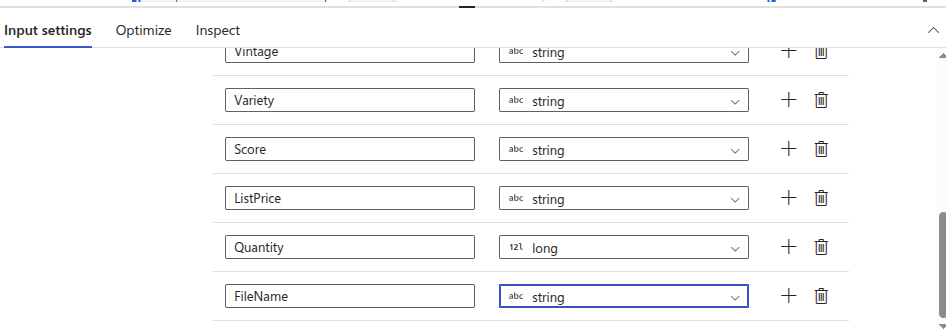 Input settings Optimize Inspect
Vintage abc string
Variety abc string
Score abc string
ListPrice abc string
Quantity 12l long
FileName abc string